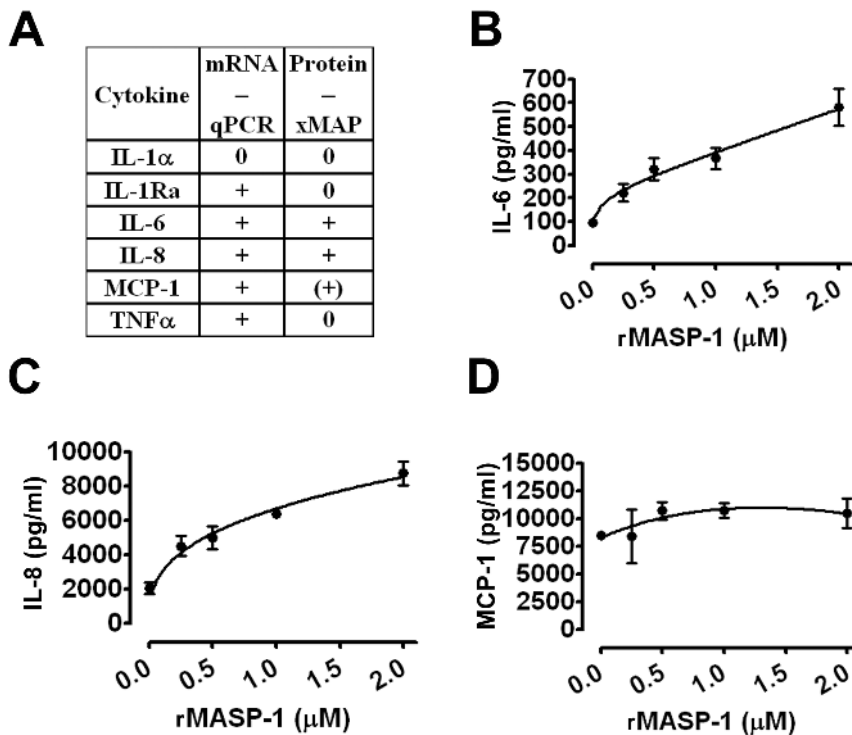 A
Cytokine mRNA – qPCR Protein – xMAP
IL-1α 0 0
IL-1Ra + 0
IL-6 + +
IL-8 + +
MCP-1 + (+)
TNFα + 0
B
IL-6 (pg/ml)
700
600
500
400
300
200
100
0
0.0 0.5 1.0 1.5 2.0
rMASP-1 (μM)
C
IL-8 (pg/ml)
10000
8000
6000
4000
2000
0
0.0 0.5 1.0 1.5 2.0
rMASP-1 (μM)
D
MCP-1 (pg/ml)
15000
12500
10000
7500
5000
2500
0
0.0 0.5 1.0 1.5 2.0
rMASP-1 (μM)